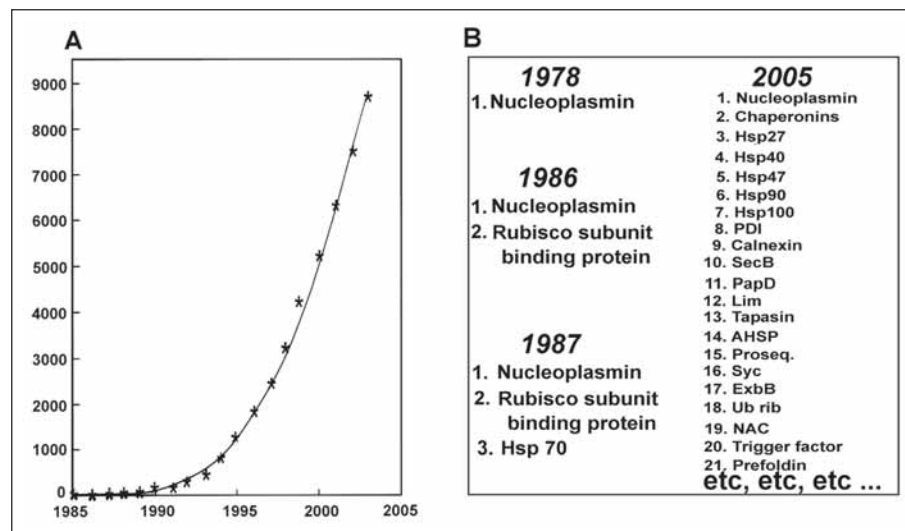 A
9000
8000
7000
6000
5000
4000
3000
2000
1000
0
1985 1990 1995 2000 2005
B
1978
1. Nucleoplasmin
1986
1. Nucleoplasmin
2. Rubisco subunit
binding protein
1987
1. Nucleoplasmin
2. Rubisco subunit
binding protein
3. Hsp 70
2005
1. Nucleoplasmin
2. Chaperonins
3. Hsp27
4. Hsp40
5. Hsp47
6. Hsp90
7. Hsp100
8. PDI
9. Calnexin
10. SecB
11. PapD
12. Lim
13. Tapasin
14. AHSP
15. Proseq.
16. Syc
17. ExbB
18. Ub rib
19. NAC
20. Trigger factor
21. Prefoldin
etc, etc, etc ...